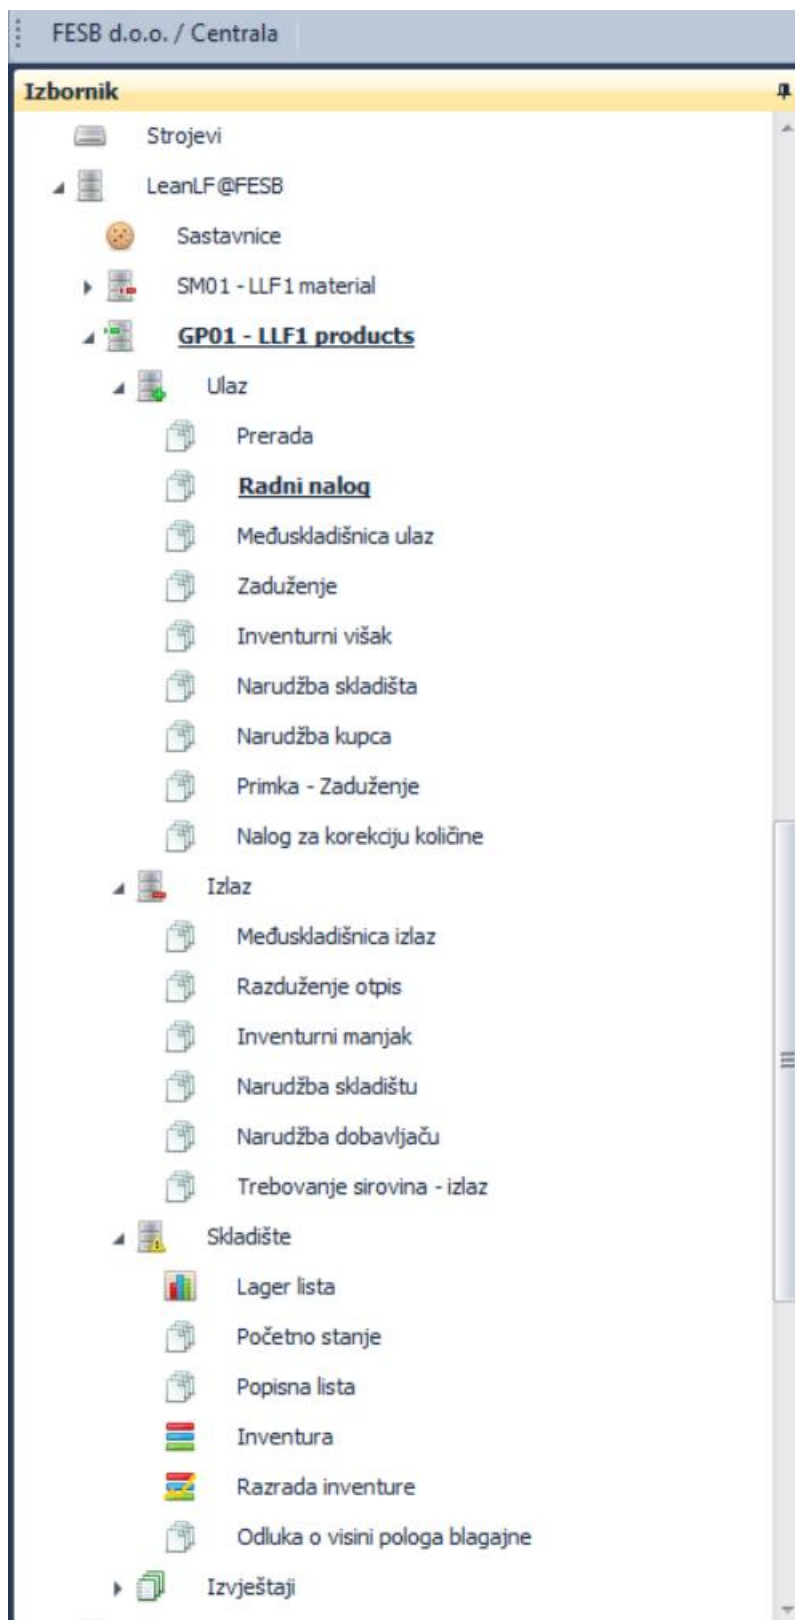 FESB d.o.o. / Centrala
Izbornik
Strojevi
LeanLF@FESB
Sastavnice
SM01 - LLF1 material
GP01 - LLF1 products
Ulaz
Prerada
Radni nalog
Međuskladišnica ulaz
Zaduženje
Inventurni višak
Narudžba skladišta
Narudžba kupca
Primka - Zaduženje
Nalog za korekciju količine
Izlaz
Međuskladišnica izlaz
Razduženje otpis
Inventurni manjak
Narudžba skladištu
Narudžba dobavljaču
Trebovanje sirovina - izlaz
Skladište
Lager lista
Početno stanje
Popisna lista
Inventura
Razrada inventure
Odluka o visini pologa blagajne
Izvještaji